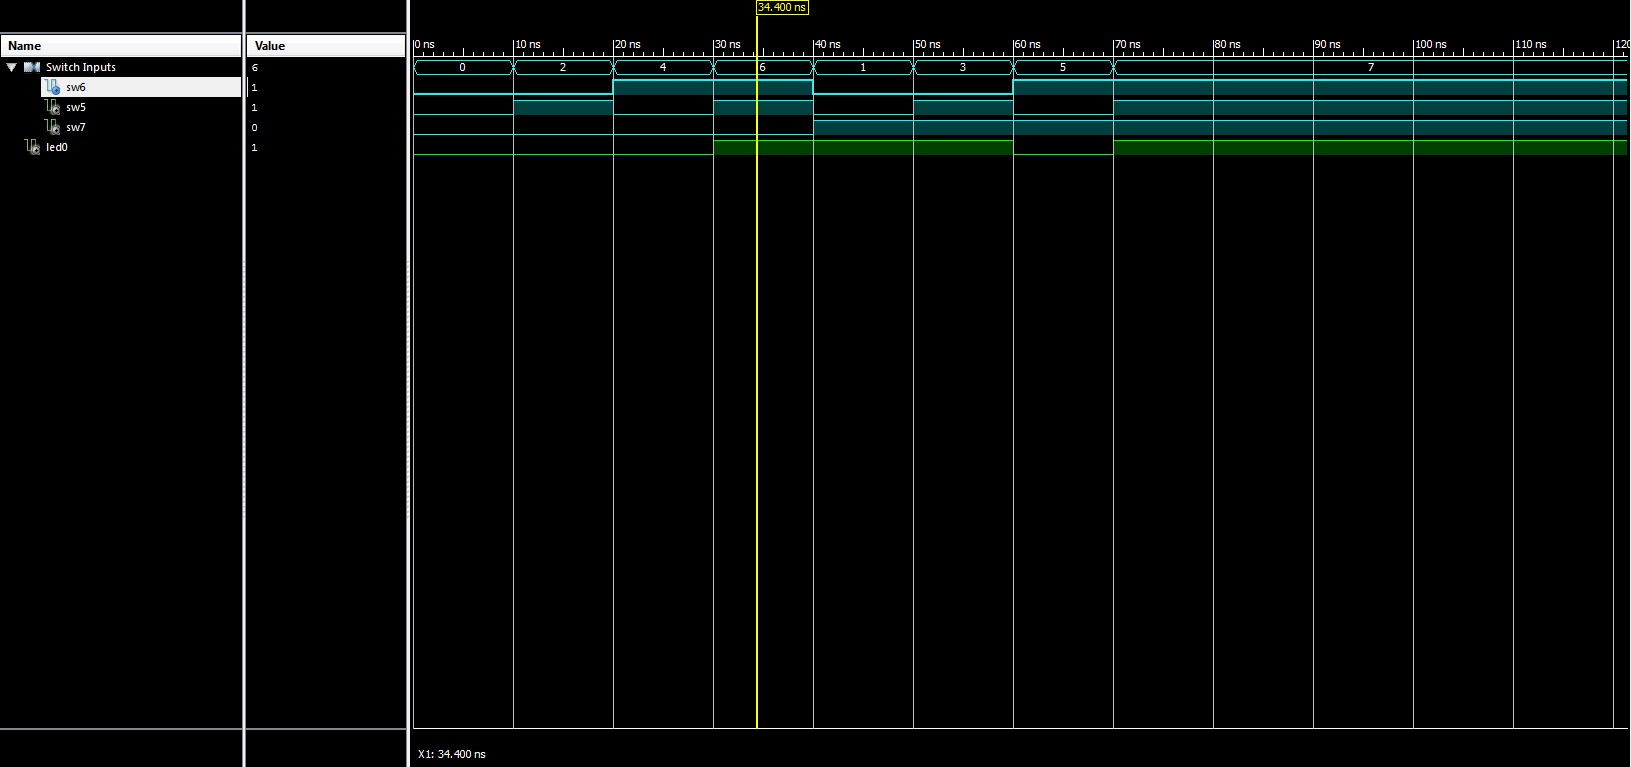 34.400 ns
Name Value
0 ns 10 ns 20 ns 30 ns 40 ns 50 ns 60 ns 70 ns 80 ns 90 ns 100 ns 110 ns 120
Switch Inputs 6 0 2 4 6 1 3 5 7
sw6 1
sw5 1
sw7 0
led0 1
X1: 34.400 ns